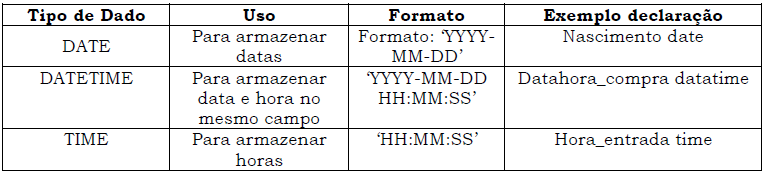 Tipo de Dado Uso Formato Exemplo declaração
DATE Para armazenar datas Formato: ‘YYYY-MM-DD’ Nascimento date
DATETIME Para armazenar data e hora no mesmo campo ‘YYYY-MM-DD HH:MM:SS’ Datahora_compra datatime
TIME Para armazenar horas ‘HH:MM:SS’ Hora_entrada time